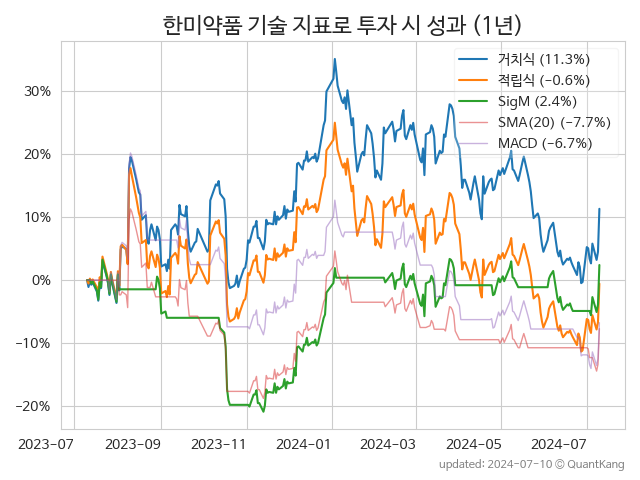 한미약품 기술 지표로 투자 시 성과 (1년)
거치식 (11.3%)
적립식 (−0.6%)
SigM (2.4%)
SMA(20) (−7.7%)
MACD (−6.7%)
30%
20%
10%
0%
−10%
−20%
2023-07 2023-09 2023-11 2024-01 2024-03 2024-05 2024-07
updated: 2024-07-10 © QuantKang